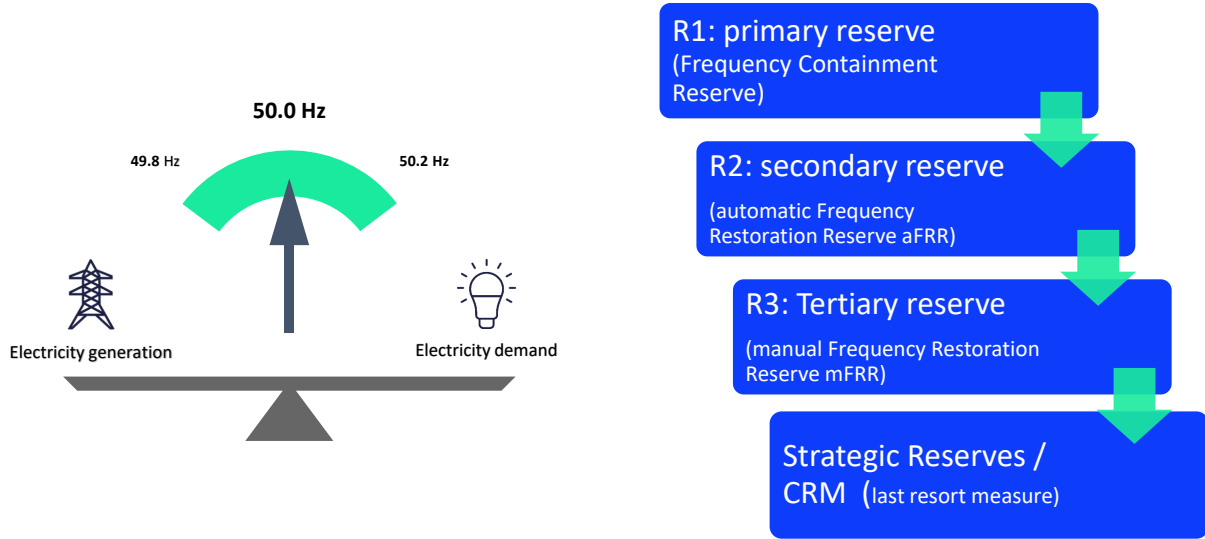 50.0 Hz
49.8 Hz
50.2 Hz
Electricity generation
Electricity demand
R1: primary reserve
(Frequency Containment
Reserve)
R2: secondary reserve
(automatic Frequency
Restoration Reserve aFRR)
R3: Tertiary reserve
(manual Frequency Restoration
Reserve mFRR)
Strategic Reserves /
CRM (last resort measure)